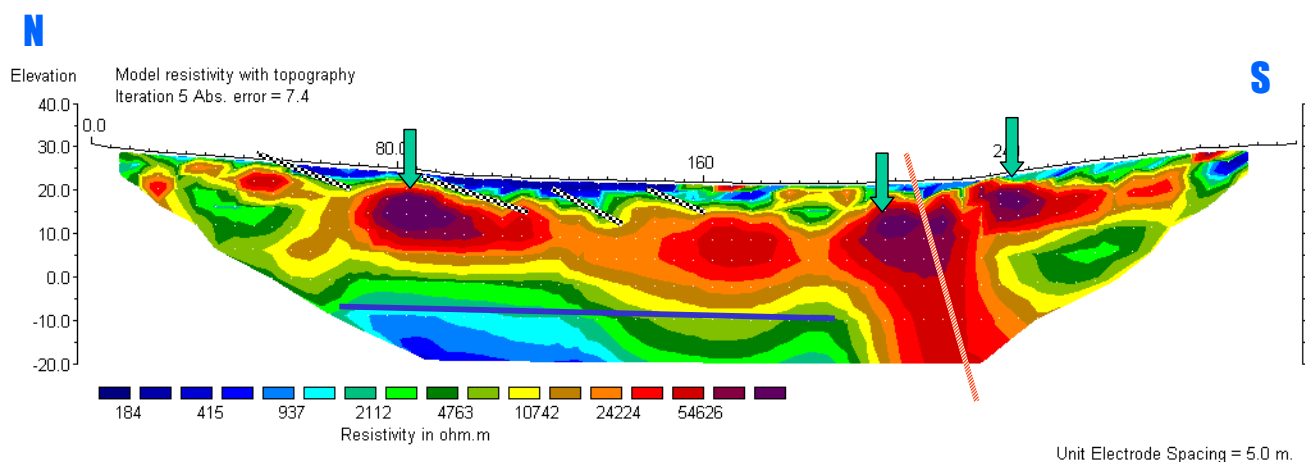 N
S
Elevation
Model resistivity with topography
Iteration 5 Abs. error = 7.4
40.0
0.0
30.0
80.0
160
240
20.0
10.0
0.0
-10.0
-20.0
184 415 937 2112 4763 10742 24224 54626
Resistivity in ohm.m
Unit Electrode Spacing = 5.0 m.